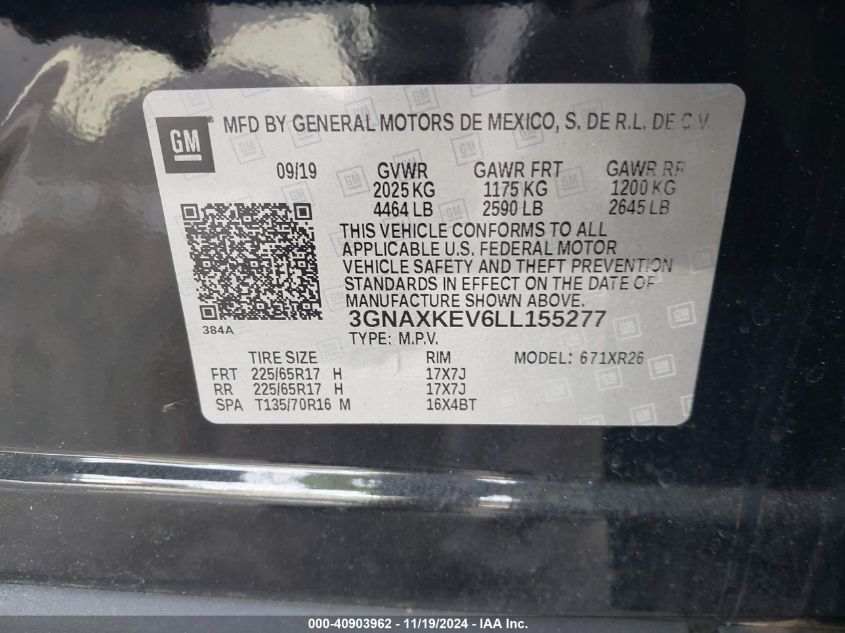 GM
MFD BY GENERAL MOTORS DE MEXICO, S. DE R.L. DE C.V
09/19 GVWR GAWR FRT GAWR RR
2025 KG 1175 KG 1200 KG
4464 LB 2590 LB 2645 LB
THIS VEHICLE CONFORMS TO ALL
APPLICABLE U.S. FEDERAL MOTOR
VEHICLE SAFETY AND THEFT PREVENTION
STANDARDS IN EFFECT ON THE DATE OF
MANUFACTURE SHOWN ABOVE.
384A
3GNAXKEV6LL155277
TYPE: M.P.V.
TIRE SIZE RIM MODEL: 671XR26
FRT 225/65R17 H 17X7J
RR 225/65R17 H 17X7J
SPA T135/70R16 M 16X4BT
000-40903962 - 11/19/2024 - IAA Inc.